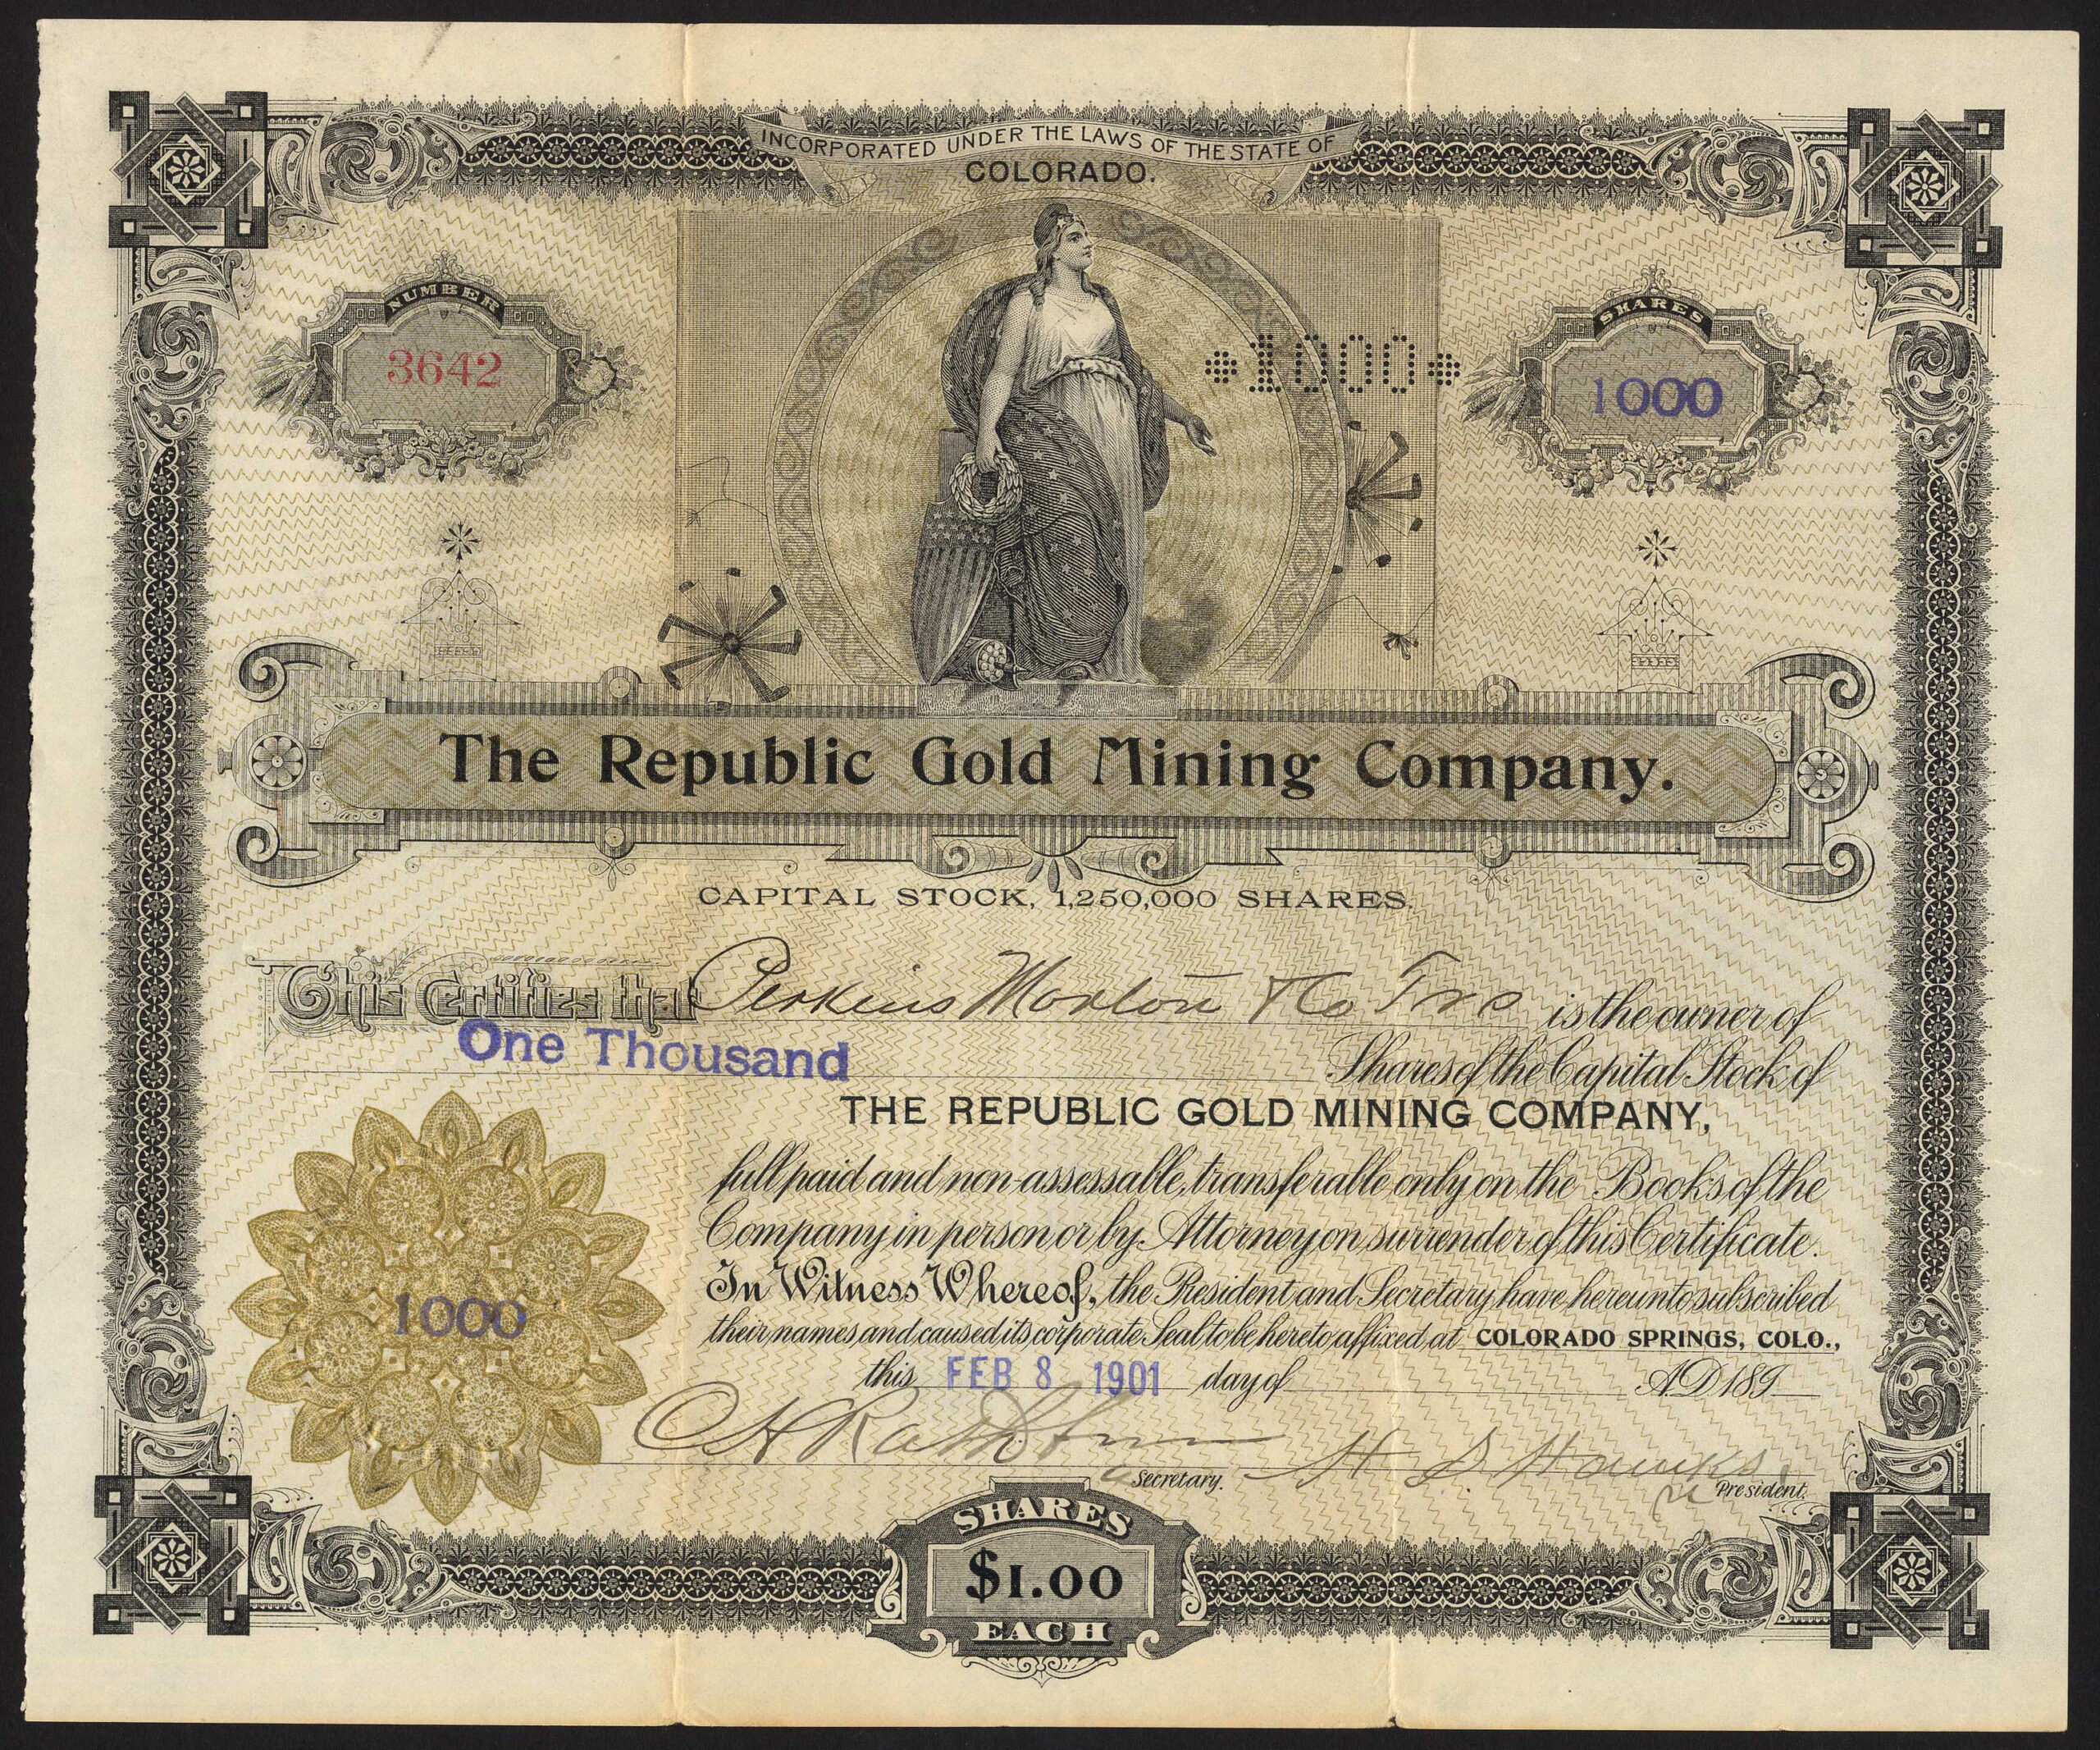 INCORPORATED UNDER THE LAWS OF THE STATE OF
COLORADO.
NUMBER
3642
*1000*
SHARES
1000
The Republic Gold Mining Company.
CAPITAL STOCK, 1,250,000 SHARES.
This Certifies that Perkins Morton & Co Trs is the owner of
One Thousand Shares of the Capital Stock of
THE REPUBLIC GOLD MINING COMPANY,
full paid and non-assessable, transferable only on the Books of the
Company in person or by Attorney on surrender of this Certificate.
In Witness Whereof, the President and Secretary have hereunto subscribed
their names and caused its corporate Seal to be hereto affixed at COLORADO SPRINGS, COLO.,
this FEB 8 1901 day of A.D. 189
1000
Secretary.
President.
SHARES
$1.00
EACH